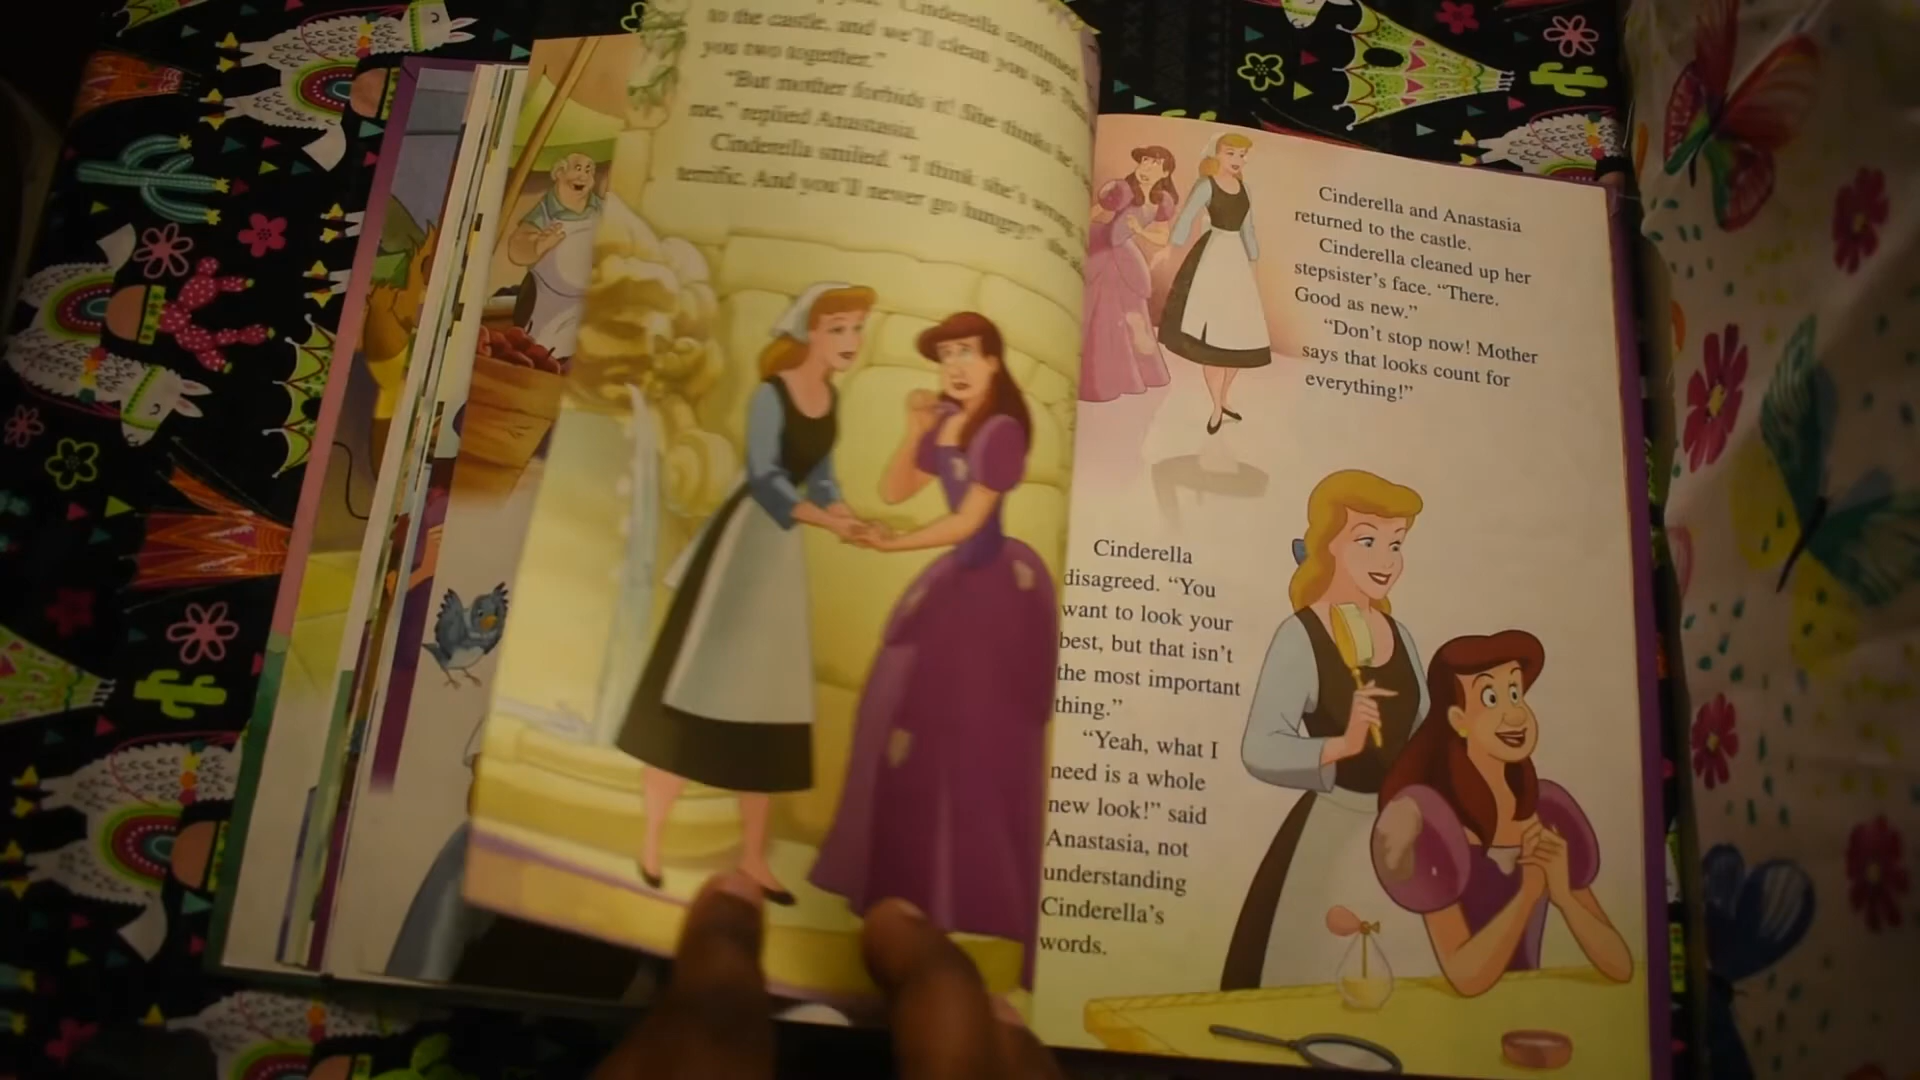 Cinderella continued
to the castle, and we'll clean you up.
you two together."
"But mother forbids it! She thinks he's
me," replied Anastasia.
Cinderella smiled. "I think she's wrong.
terrific. And you'll never go hungry!" she
Cinderella and Anastasia
returned to the castle.
Cinderella cleaned up her
stepsister's face. "There.
Good as new."
"Don't stop now! Mother
says that looks count for
everything!"
Cinderella
disagreed. "You
want to look your
best, but that isn't
the most important
thing."
"Yeah, what I
need is a whole
new look!" said
Anastasia, not
understanding
Cinderella's
words.